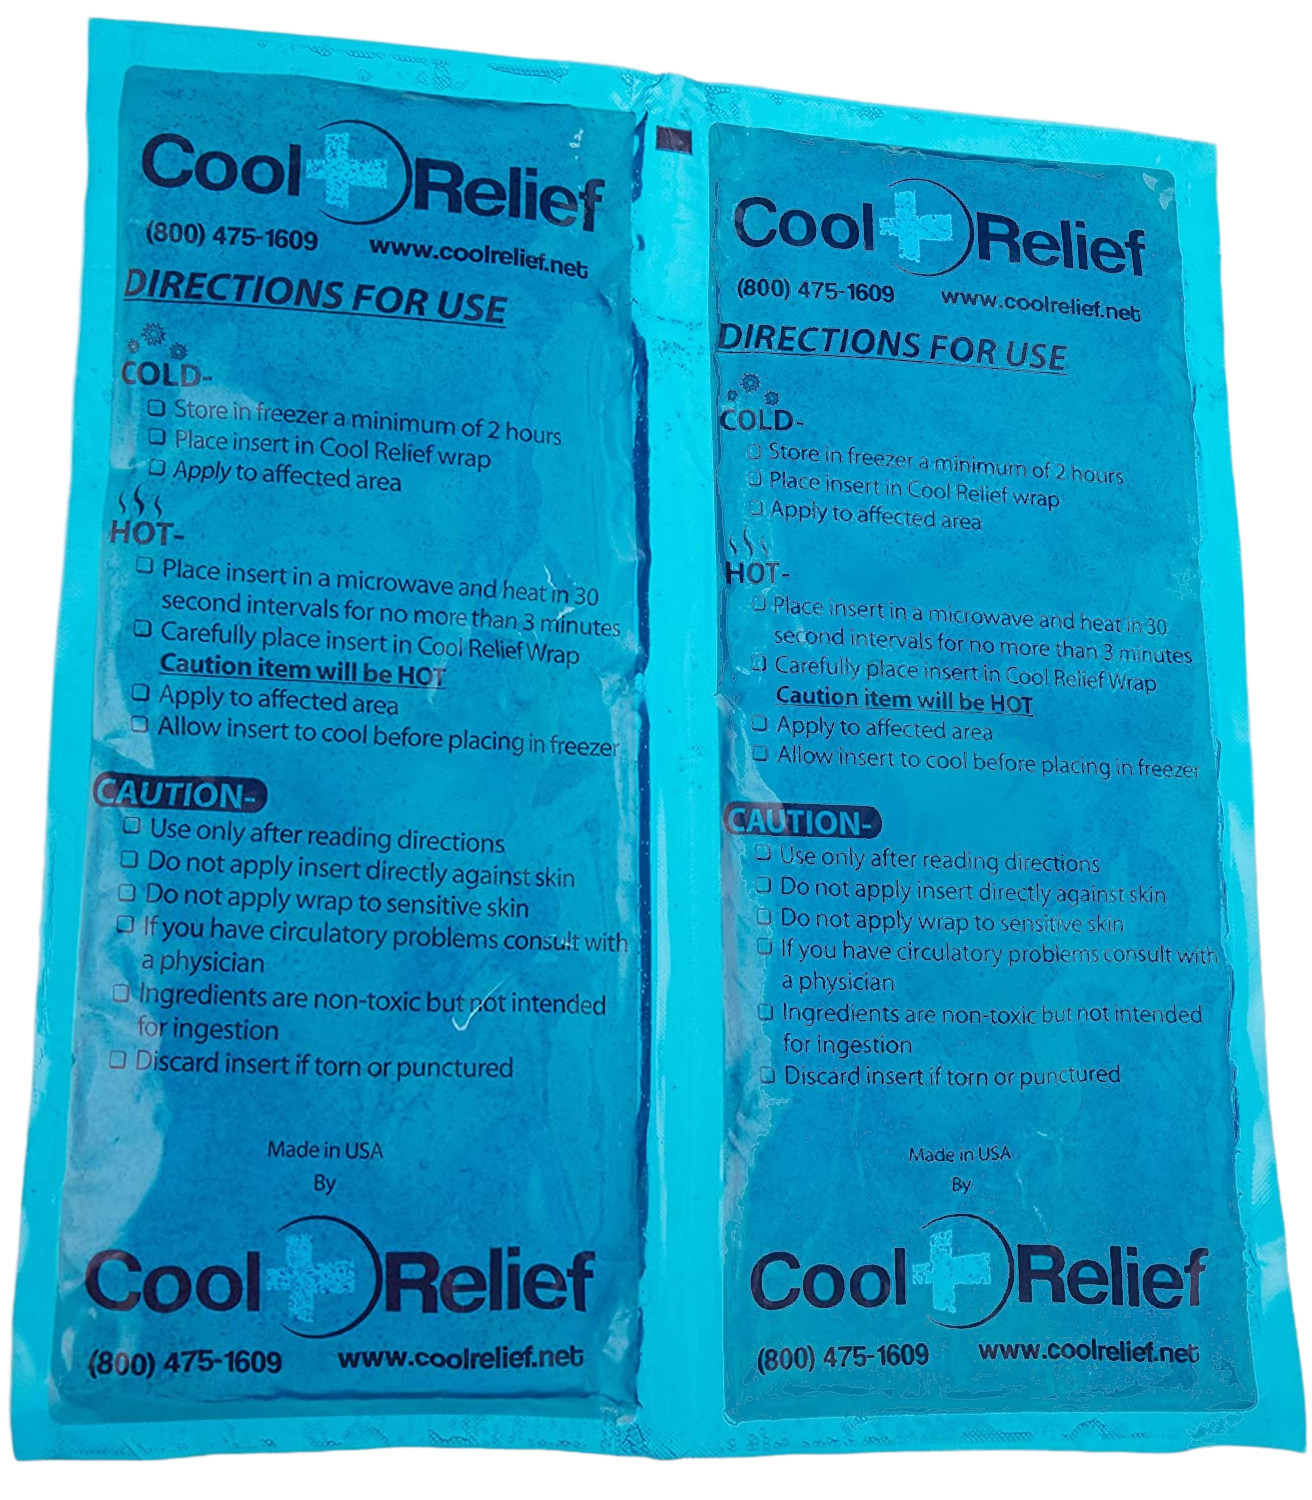 Cool Relief
(800) 475-1609 www.coolrelief.net
DIRECTIONS FOR USE
COLD-
Store in freezer a minimum of 2 hours
Place insert in Cool Relief wrap
Apply to affected area
HOT-
Place insert in a microwave and heat in 30
second intervals for no more than 3 minutes
Carefully place insert in Cool Relief Wrap
Caution item will be HOT
Apply to affected area
Allow insert to cool before placing in freezer
CAUTION-
Use only after reading directions
Do not apply insert directly against skin
Do not apply wrap to sensitive skin
If you have circulatory problems consult with
a physician
Ingredients are non-toxic but not intended
for ingestion
Discard insert if torn or punctured
Made in USA
By
Cool Relief
(800) 475-1609 www.coolrelief.net
Cool Relief
(800) 475-1609 www.coolrelief.net
DIRECTIONS FOR USE
COLD-
Store in freezer a minimum of 2 hours
Place insert in Cool Relief wrap
Apply to affected area
HOT-
Place insert in a microwave and heat in 30
second intervals for no more than 3 minutes
Carefully place insert in Cool Relief Wrap
Caution item will be HOT
Apply to affected area
Allow insert to cool before placing in freezer
CAUTION-
Use only after reading directions
Do not apply insert directly against skin
Do not apply wrap to sensitive skin
If you have circulatory problems consult with
a physician
Ingredients are non-toxic but not intended
for ingestion
Discard insert if torn or punctured
Made in USA
By
Cool Relief
(800) 475-1609 www.coolrelief.net